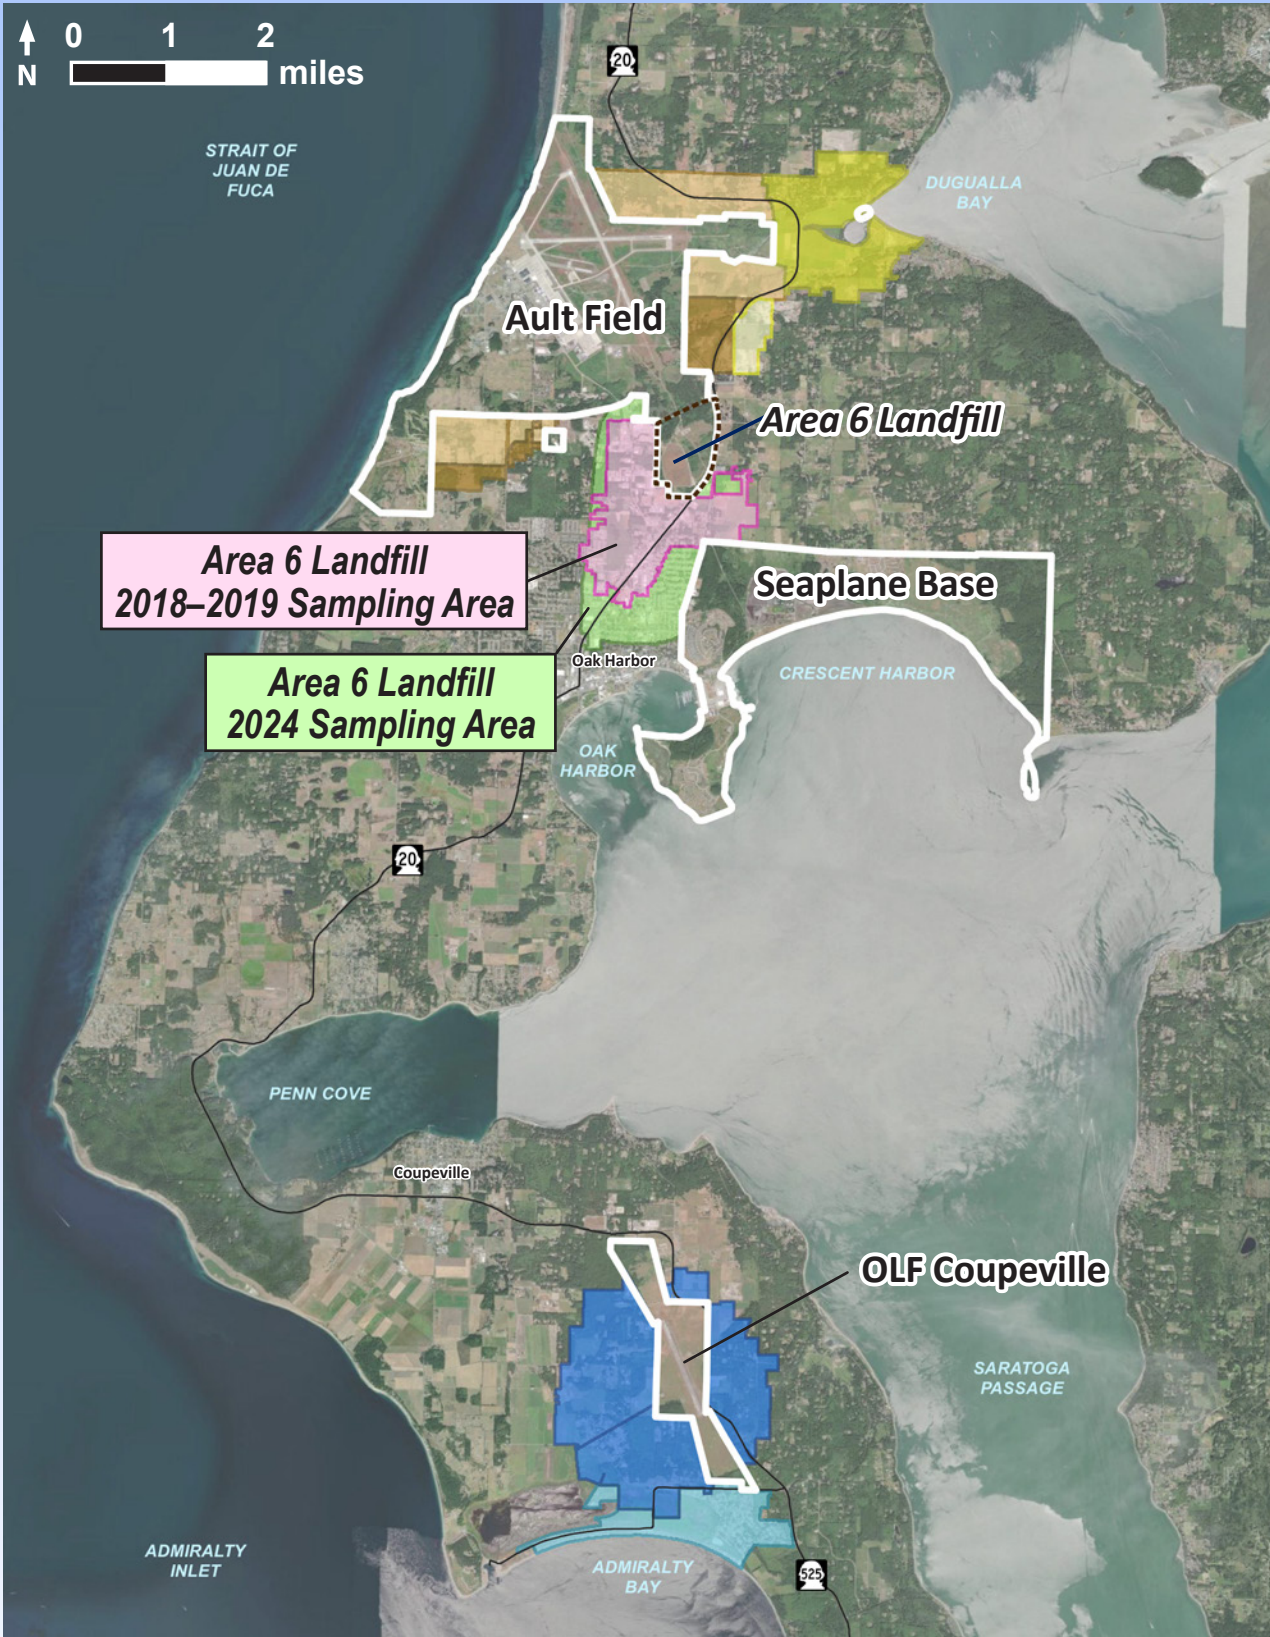 0 1 2
N miles
20
STRAIT OF
JUAN DE
FUCA
DUGUALLA
BAY
Ault Field
Area 6 Landfill
Area 6 Landfill
2018–2019 Sampling Area
Seaplane Base
Oak Harbor
CRESCENT HARBOR
Area 6 Landfill
2024 Sampling Area
OAK
HARBOR
20
PENN COVE
Coupeville
OLF Coupeville
SARATOGA
PASSAGE
ADMIRALTY
INLET
ADMIRALTY
BAY
525